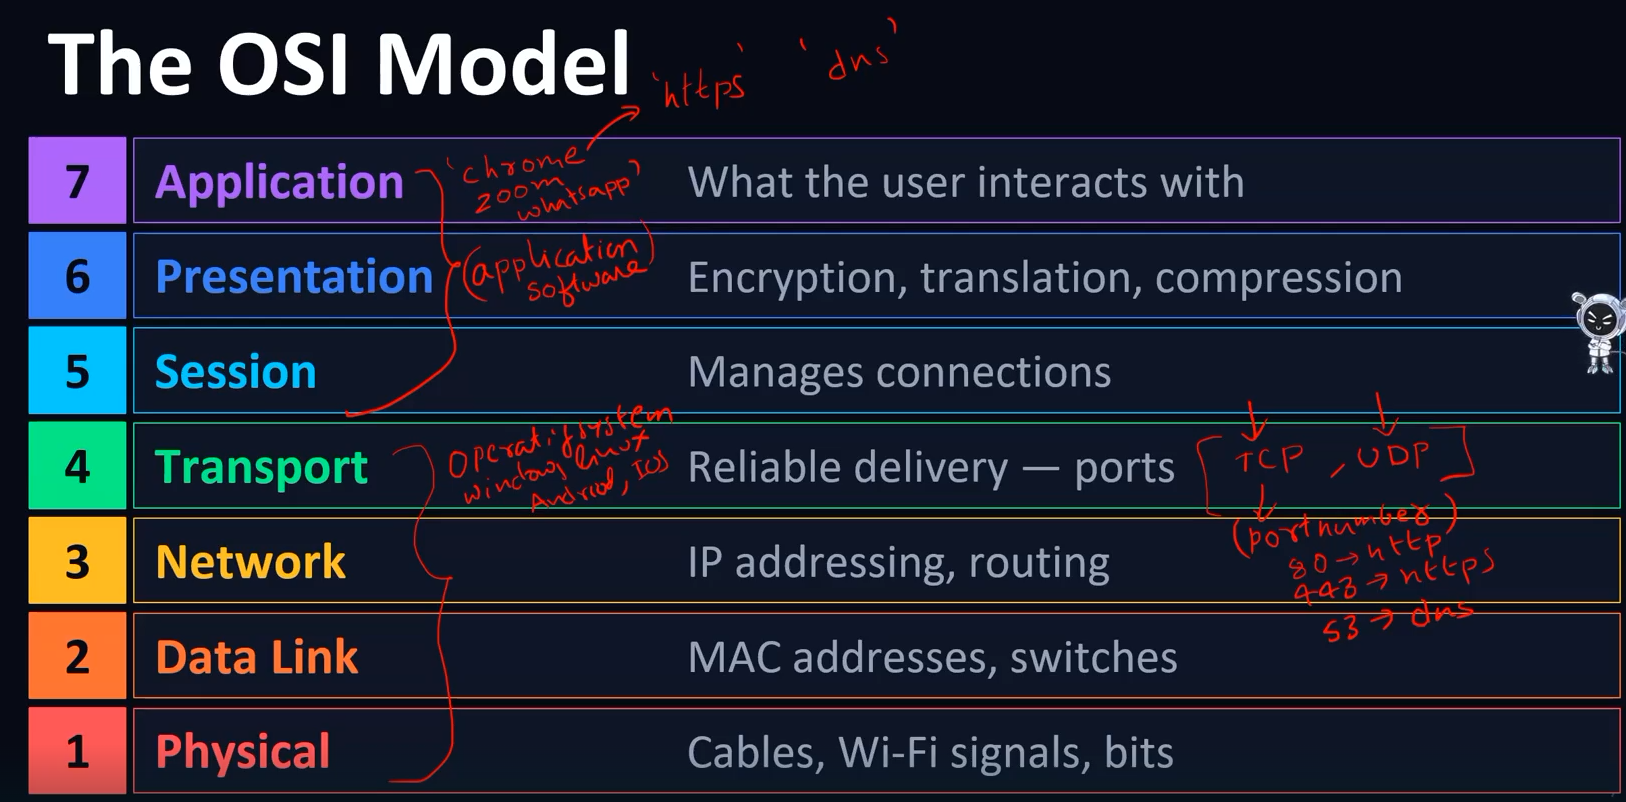 The OSI Model
'https' 'dns'
7 Application 'chrome What the user interacts with
zoom
whatsapp'
6 Presentation (application Encryption, translation, compression
software)
5 Session Manages connections
4 Transport Operatifsystem Reliable delivery — ports [TCP, UDP]
windows linux
Android, IOS
(portnumber)
80 → http
3 Network IP addressing, routing
443 → https
53 → dns
2 Data Link MAC addresses, switches
1 Physical Cables, Wi-Fi signals, bits